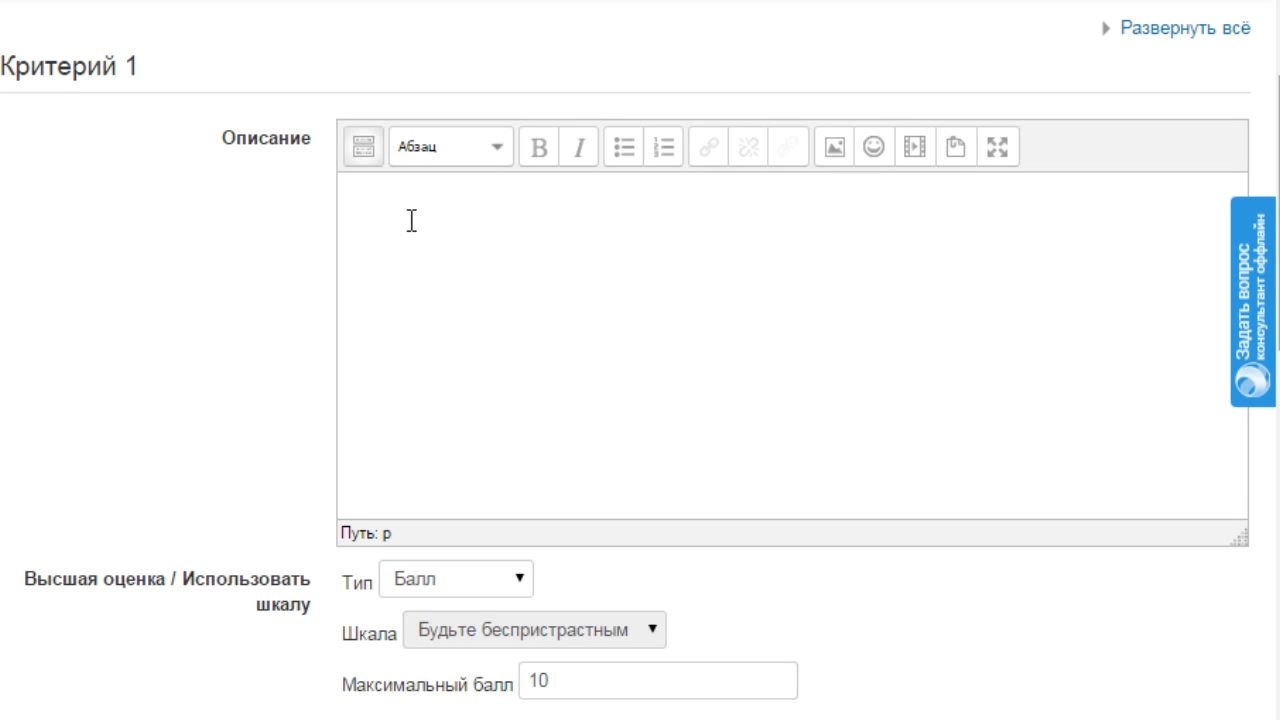 Развернуть всё
Критерий 1
Описание
Абзац
B I
Путь: p
Высшая оценка / Использовать
шкалу
Тип Балл
Шкала Будьте беспристрастным
Максимальный балл 10
Задать вопрос
консультант оффлайн